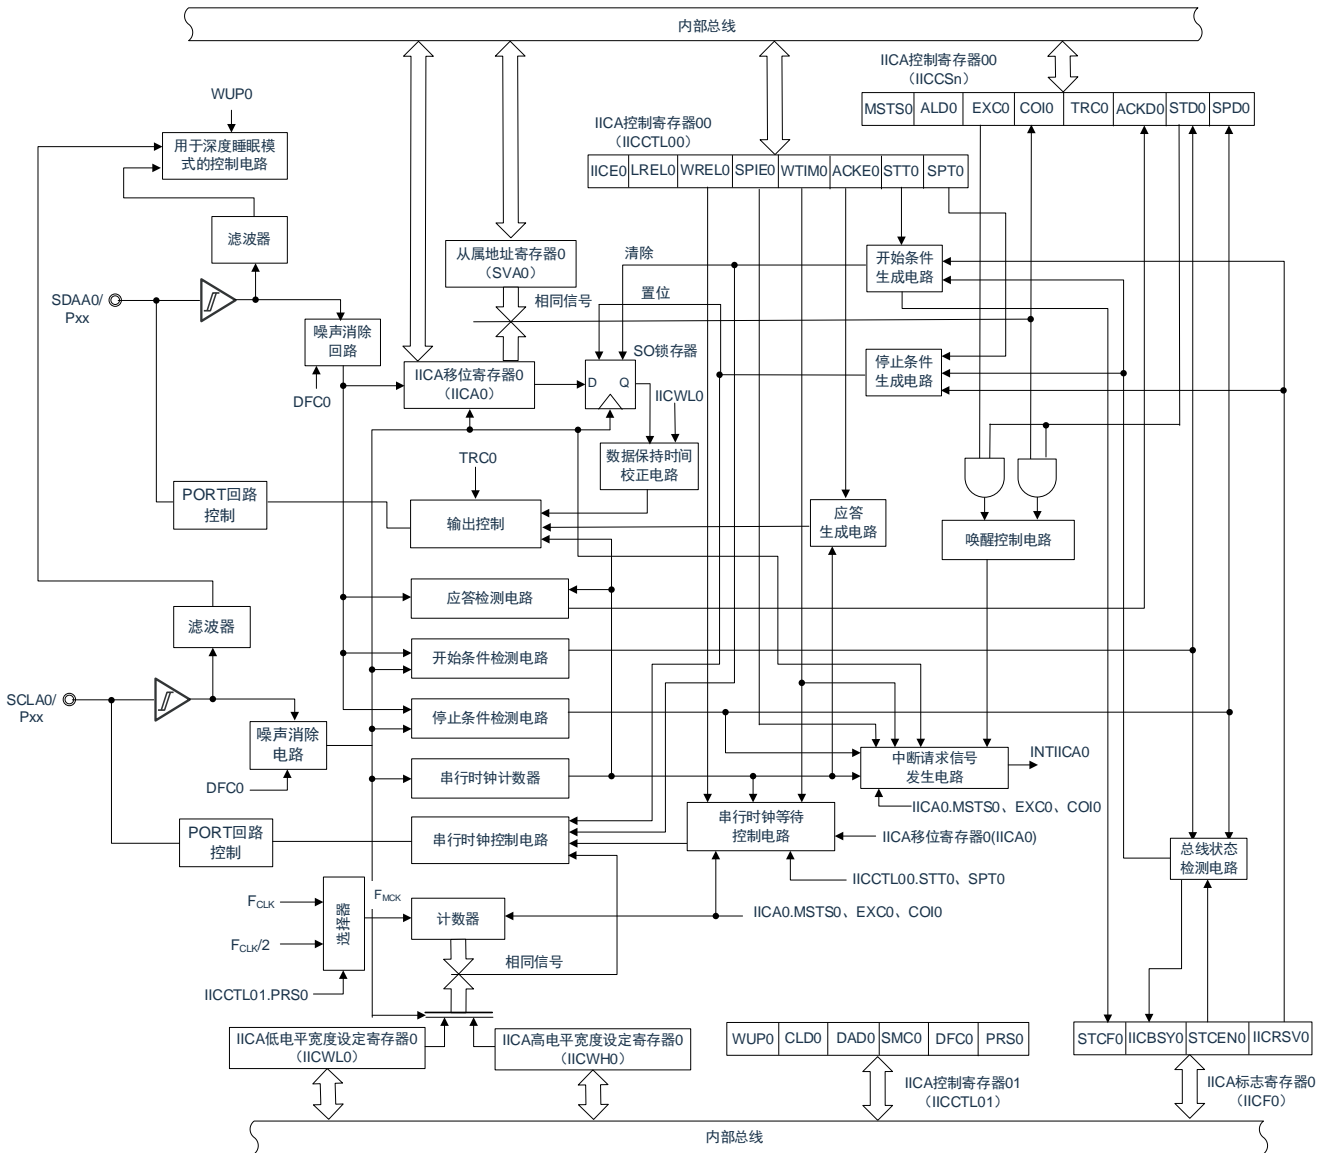 内部总线
IICA控制寄存器00
（IICCSn）
MSTS0 ALD0 EXC0 COI0 TRC0 ACKD0 STD0 SPD0
WUP0
用于深度睡眠模
式的控制电路
IICA控制寄存器00
（IICCTL00）
IICE0 LREL0 WREL0 SPIE0 WTIM0 ACKE0 STT0 SPT0
滤波器
从属地址寄存器0
（SVA0）
清除
开始条件
生成电路
SDAA0/
Pxx
置位
相同信号
噪声消除
回路
DFC0
IICA移位寄存器0
（IICA0）
SO锁存器
D Q
停止条件
生成电路
IICWL0
数据保持时间
校正电路
TRC0
PORT回路
控制
输出控制
应答
生成电路
唤醒控制电路
应答检测电路
滤波器
开始条件检测电路
SCLA0/
Pxx
停止条件检测电路
噪声消除
电路
DFC0
中断请求信号
发生电路
INTIICA0
串行时钟计数器
IICA0.MSTS0、EXC0、COI0
PORT回路
控制
串行时钟控制电路
串行时钟等待
控制电路
IICA移位寄存器0(IICA0)
总线状态
检测电路
IICCTL00.STT0、SPT0
FCLK
FMCK
选择器
计数器
IICA0.MSTS0、EXC0、COI0
FCLK/2
相同信号
IICCTL01.PRS0
IICA低电平宽度设定寄存器0
（IICWL0）
IICA高电平宽度设定寄存器0
（IICWH0）
WUP0 CLD0 DAD0 SMC0 DFC0 PRS0
STCF0 IICBSY0 STCEN0 IICRSV0
IICA控制寄存器01
（IICCTL01）
IICA标志寄存器0
（IICF0）
内部总线